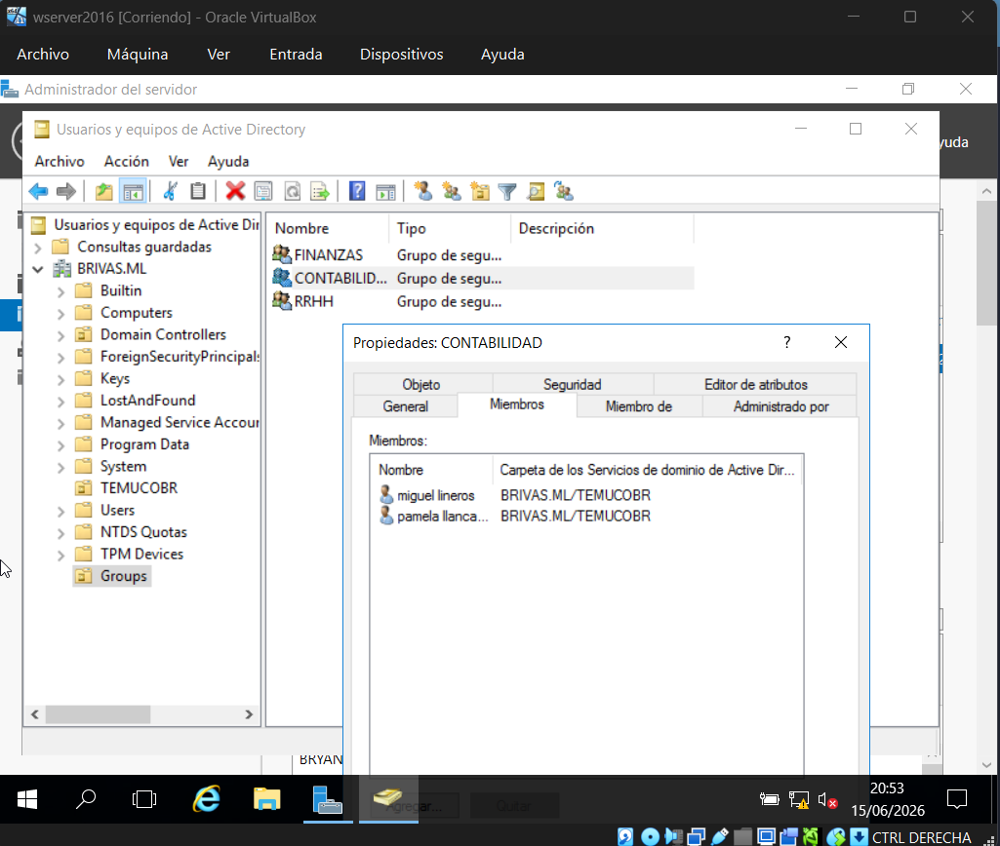 wserver2016 [Corriendo] - Oracle VirtualBox
Archivo Máquina Ver Entrada Dispositivos Ayuda
Administrador del servidor
Usuarios y equipos de Active Directory
yuda
Archivo Acción Ver Ayuda
Usuarios y equipos de Active Dir
Consultas guardadas
BRIVAS.ML
Builtin
Computers
Domain Controllers
ForeignSecurityPrincipals
Keys
LostAndFound
Managed Service Accour
Program Data
System
TEMUCOBR
Users
NTDS Quotas
TPM Devices
Groups
Nombre Tipo Descripción
FINANZAS Grupo de segu...
CONTABILID... Grupo de segu...
RRHH Grupo de segu...
Propiedades: CONTABILIDAD
?
Objeto Seguridad Editor de atributos
General Miembros Miembro de Administrado por
Miembros:
Nombre Carpeta de los Servicios de dominio de Active Dir...
miguel lineros BRIVAS.ML/TEMUCOBR
pamela llanca... BRIVAS.ML/TEMUCOBR
BRYAN
Agregar... Quitar
20:53
15/06/2026
CTRL DERECHA